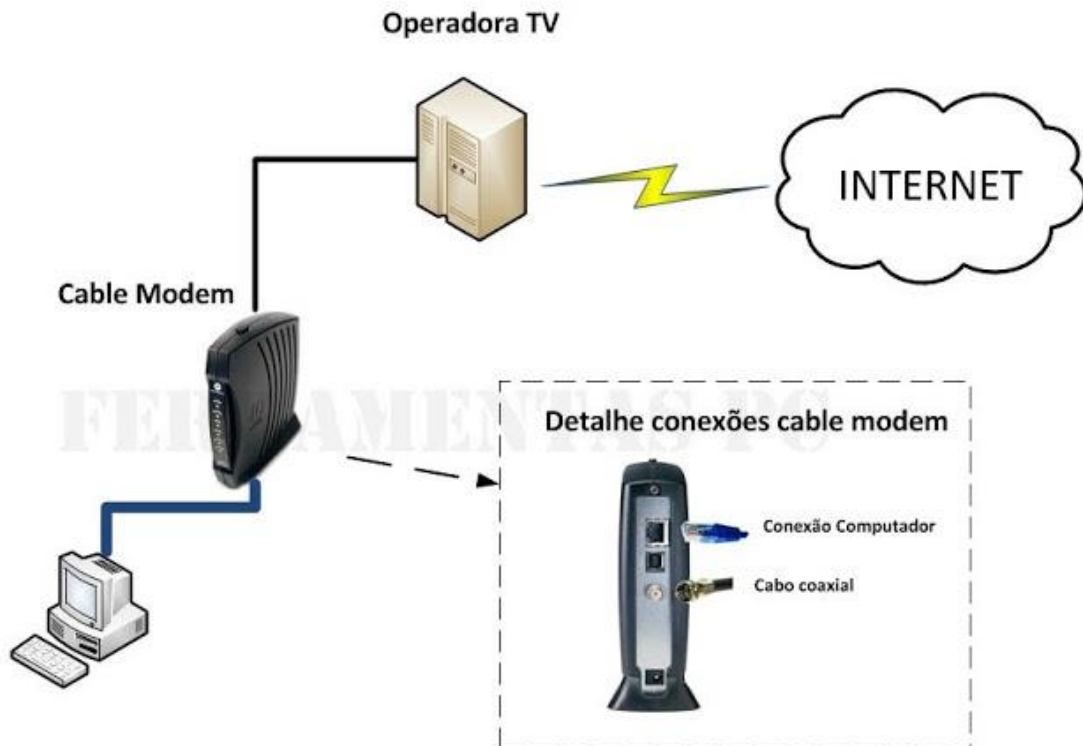 Operadora TV
INTERNET
Cable Modem
FERRAMENTAS PC
Detalhe conexões cable modem
Conexão Computador
Cabo coaxial